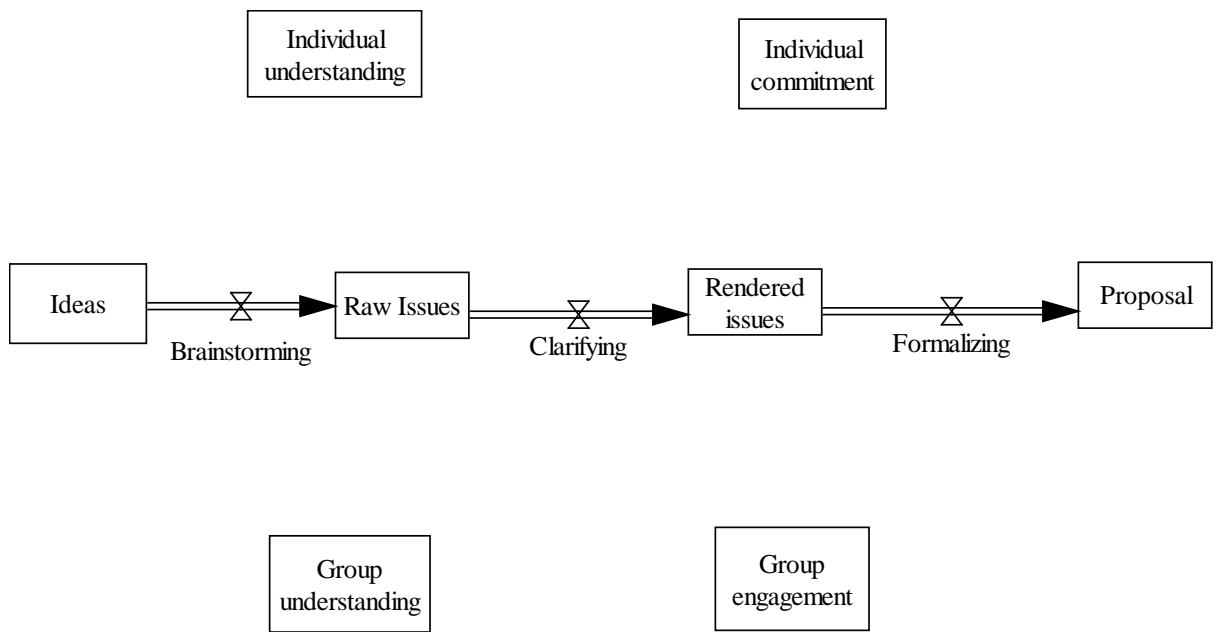 Individual
understanding
Individual
commitment
Ideas
Brainstorming
Raw Issues
Clarifying
Rendered
issues
Formalizing
Proposal
Group
understanding
Group
engagement